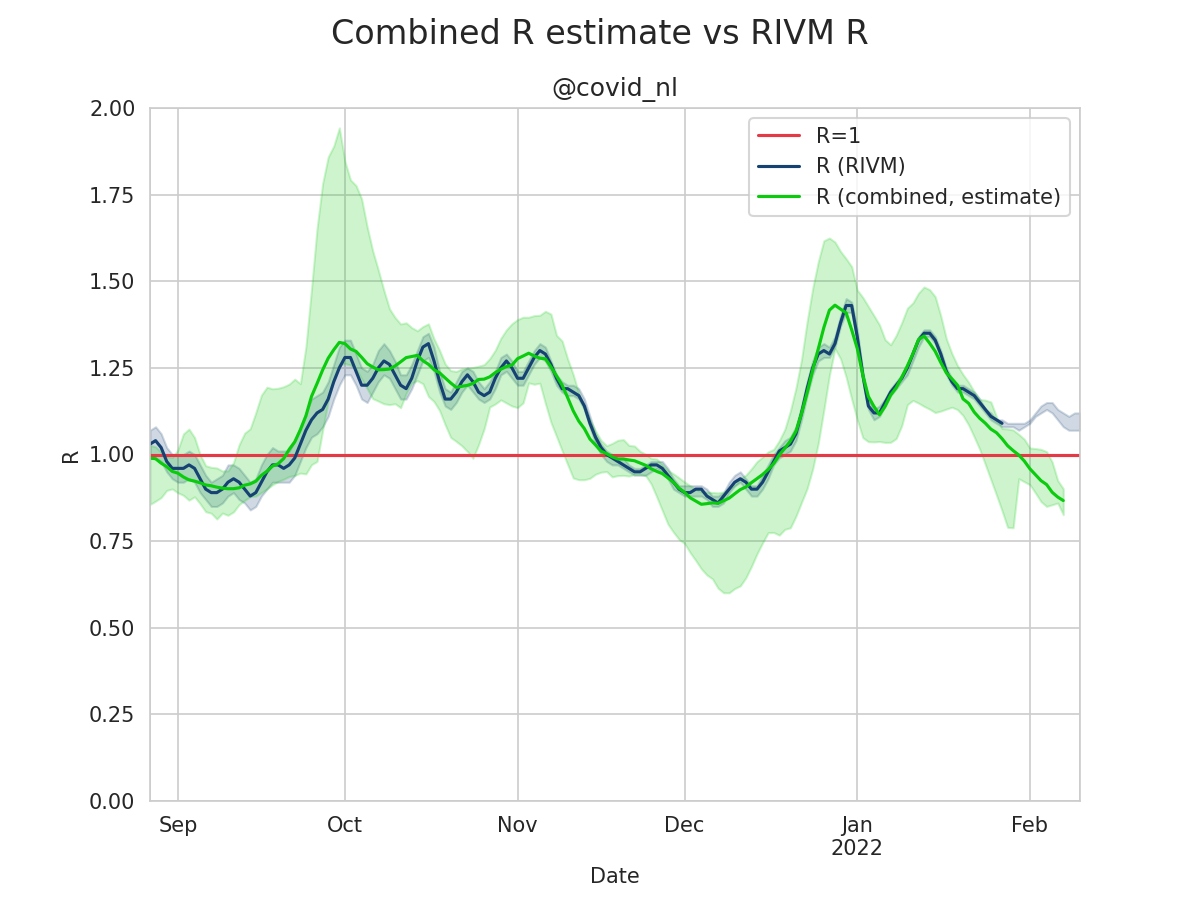 Combined R estimate vs RIVM R
@covid_nl
R=1
R (RIVM)
R (combined, estimate)
2.00
1.75
1.50
1.25
1.00
0.75
0.50
0.25
0.00
R
Sep Oct Nov Dec Jan Feb
2022
Date